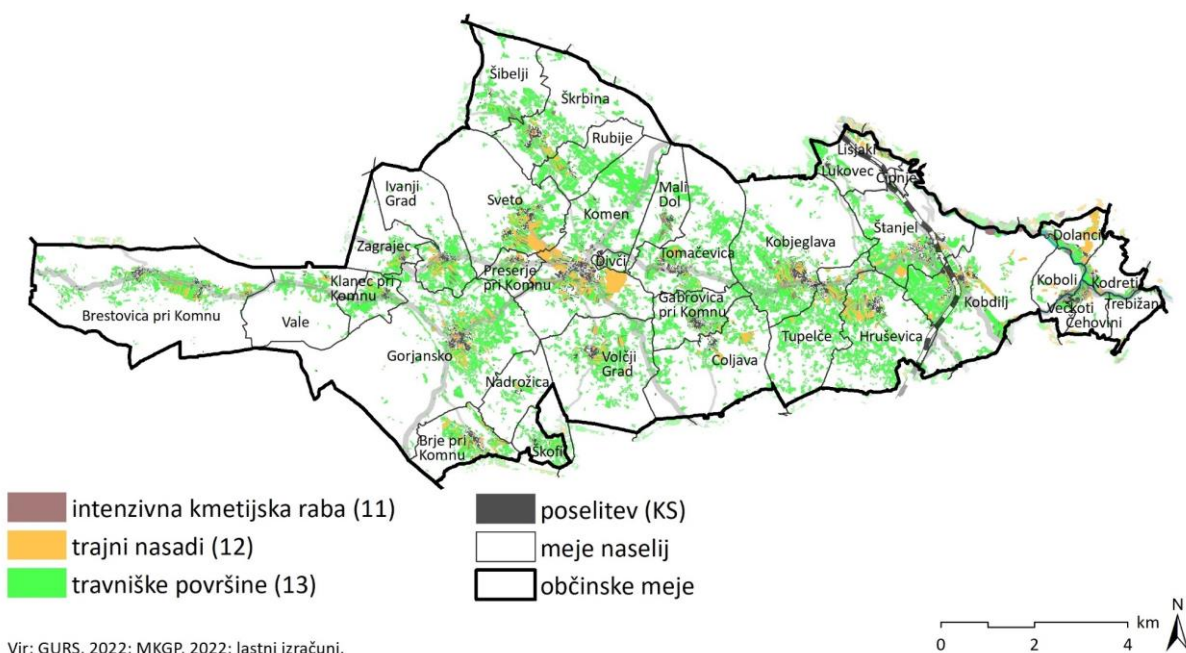 Šibelji
Škrbina
Rubije
Lisjaki
Lukovec
Čipnje
Ivanji
Grad
Sveto
Mali
Dol
Komen
Štanjel
Dolanci
Zagrajec
Kobjeglava
Divči
Tomačevica
Preserje
pri Komnu
Klanec pri
Komnu
Koboli
Kodreti
Kobdilj
Trebižani
Večkoti
Čehovini
Brestovica pri Komnu
Vale
Gabrovica
pri Komnu
Tupelče
Hruševica
Gorjansko
Volčji
Grad
Coljava
Nadrožica
Brje pri
Komnu
Škofi
intenzivna kmetijska raba (11)
trajni nasadi (12)
travniške površine (13)
poselitev (KS)
meje naselij
občinske meje
N
km
0 2 4
Vir: GURS, 2022; MKGP, 2022; lastni izračuni.